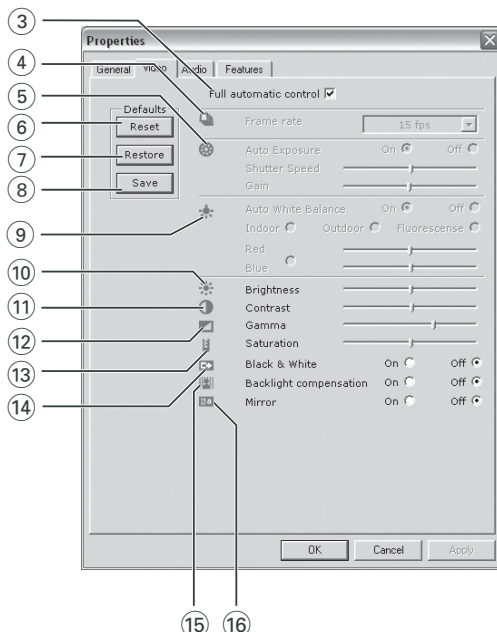 3
Properties
4
General Video Audio Features
5
Full automatic control
Defaults
6
Reset
Frame rate 15 fps
7
Restore
Auto Exposure On Off
Shutter Speed
8
Save
Gain
9
Auto White Balance On Off
Indoor Outdoor Fluorescense
Red
Blue
10
Brightness
11
Contrast
12
Gamma
13
Saturation
14
Black & White On Off
Backlight compensation On Off
Mirror On Off
OK Cancel Apply
15 16